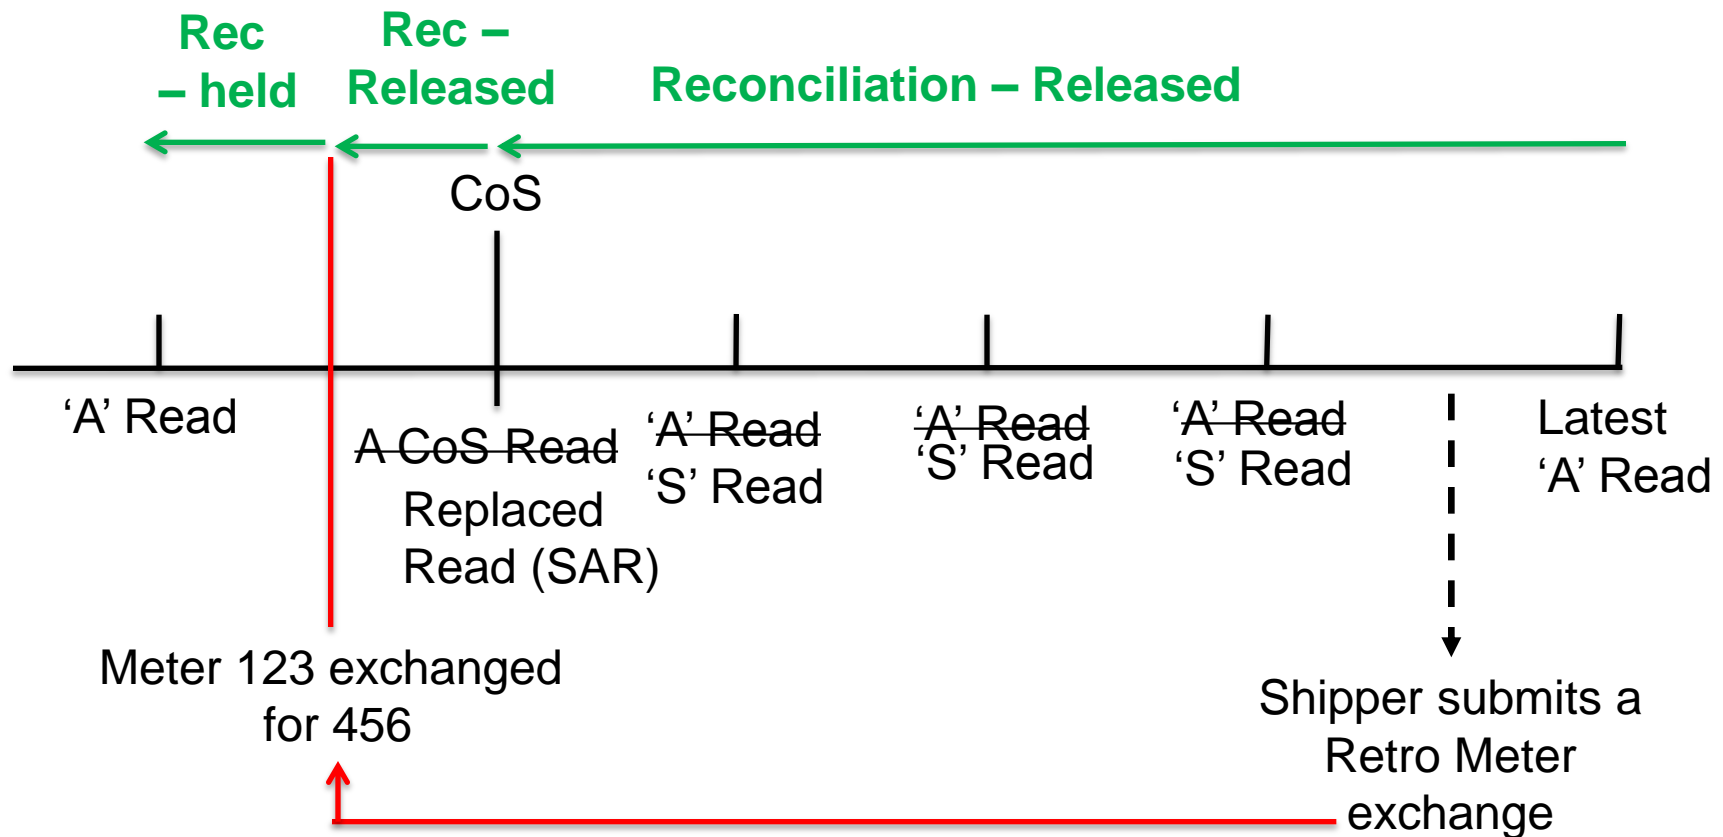 Rec
– held
Rec –
Released
Reconciliation – Released
CoS
‘A’ Read
A CoS Read
Replaced
Read (SAR)
‘A’ Read
‘S’ Read
‘A’ Read
‘S’ Read
‘A’ Read
‘S’ Read
Latest
‘A’ Read
Meter 123 exchanged
for 456
Shipper submits a
Retro Meter
exchange